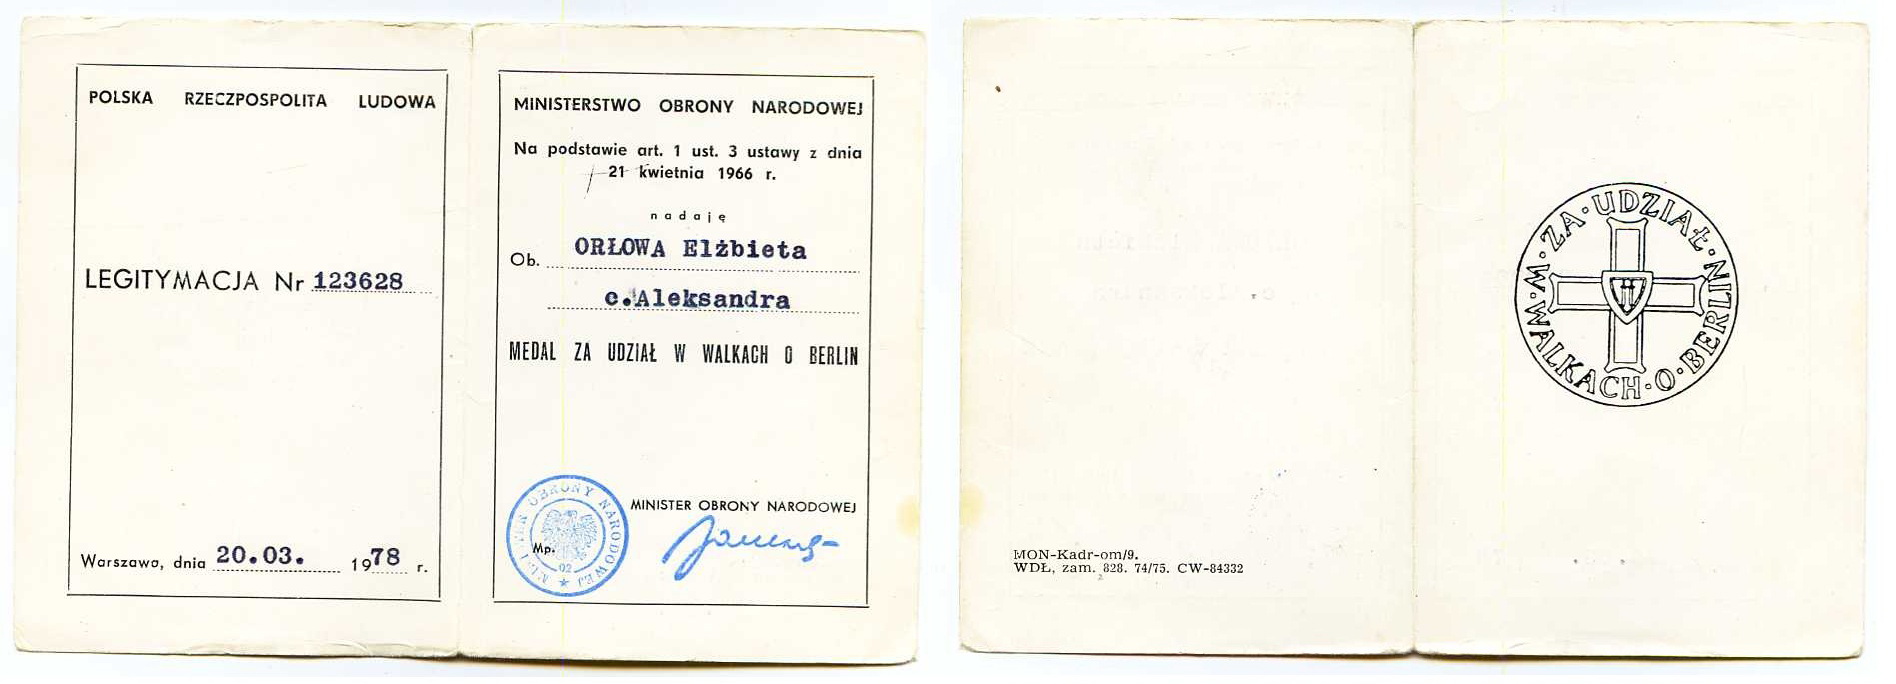 POLSKA RZECZPOSPOLITA LUDOWA
LEGITYMACJA Nr 123628
Warszawa, dnia 20.03. 1978 r.
MINISTERSTWO OBRONY NARODOWEJ
Na podstawie art. 1 ust. 3 ustawy z dnia
21 kwietnia 1966 r.
nadaję
Ob. ORŁOWA Elżbieta
c. Aleksandra
MEDAL ZA UDZIAŁ W WALKACH O BERLIN
MINISTER OBRONY NARODOWEJ
Mp.
MINISTER OBRONY NARODOWEJ
02
MON-Kadr-om/9.
WDŁ, zam. 828. 74/75. CW-84332
ZA·UDZIAŁ·W·WALKACH·O·BERLIN